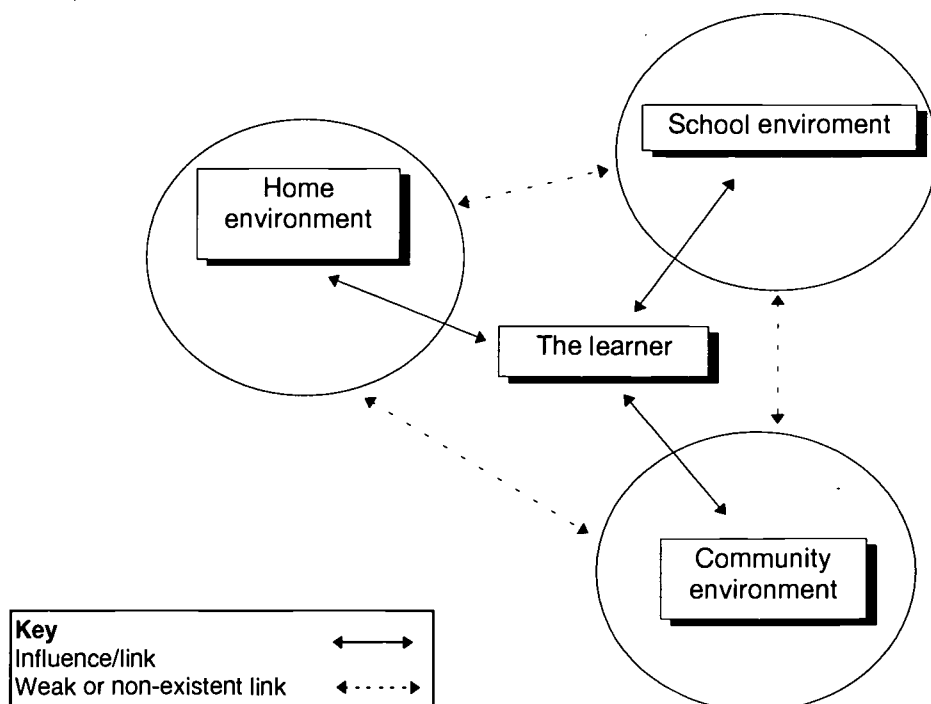 School enviroment
Home
environment
The learner
Community
environment
Key
Influence/link
Weak or non-existent link